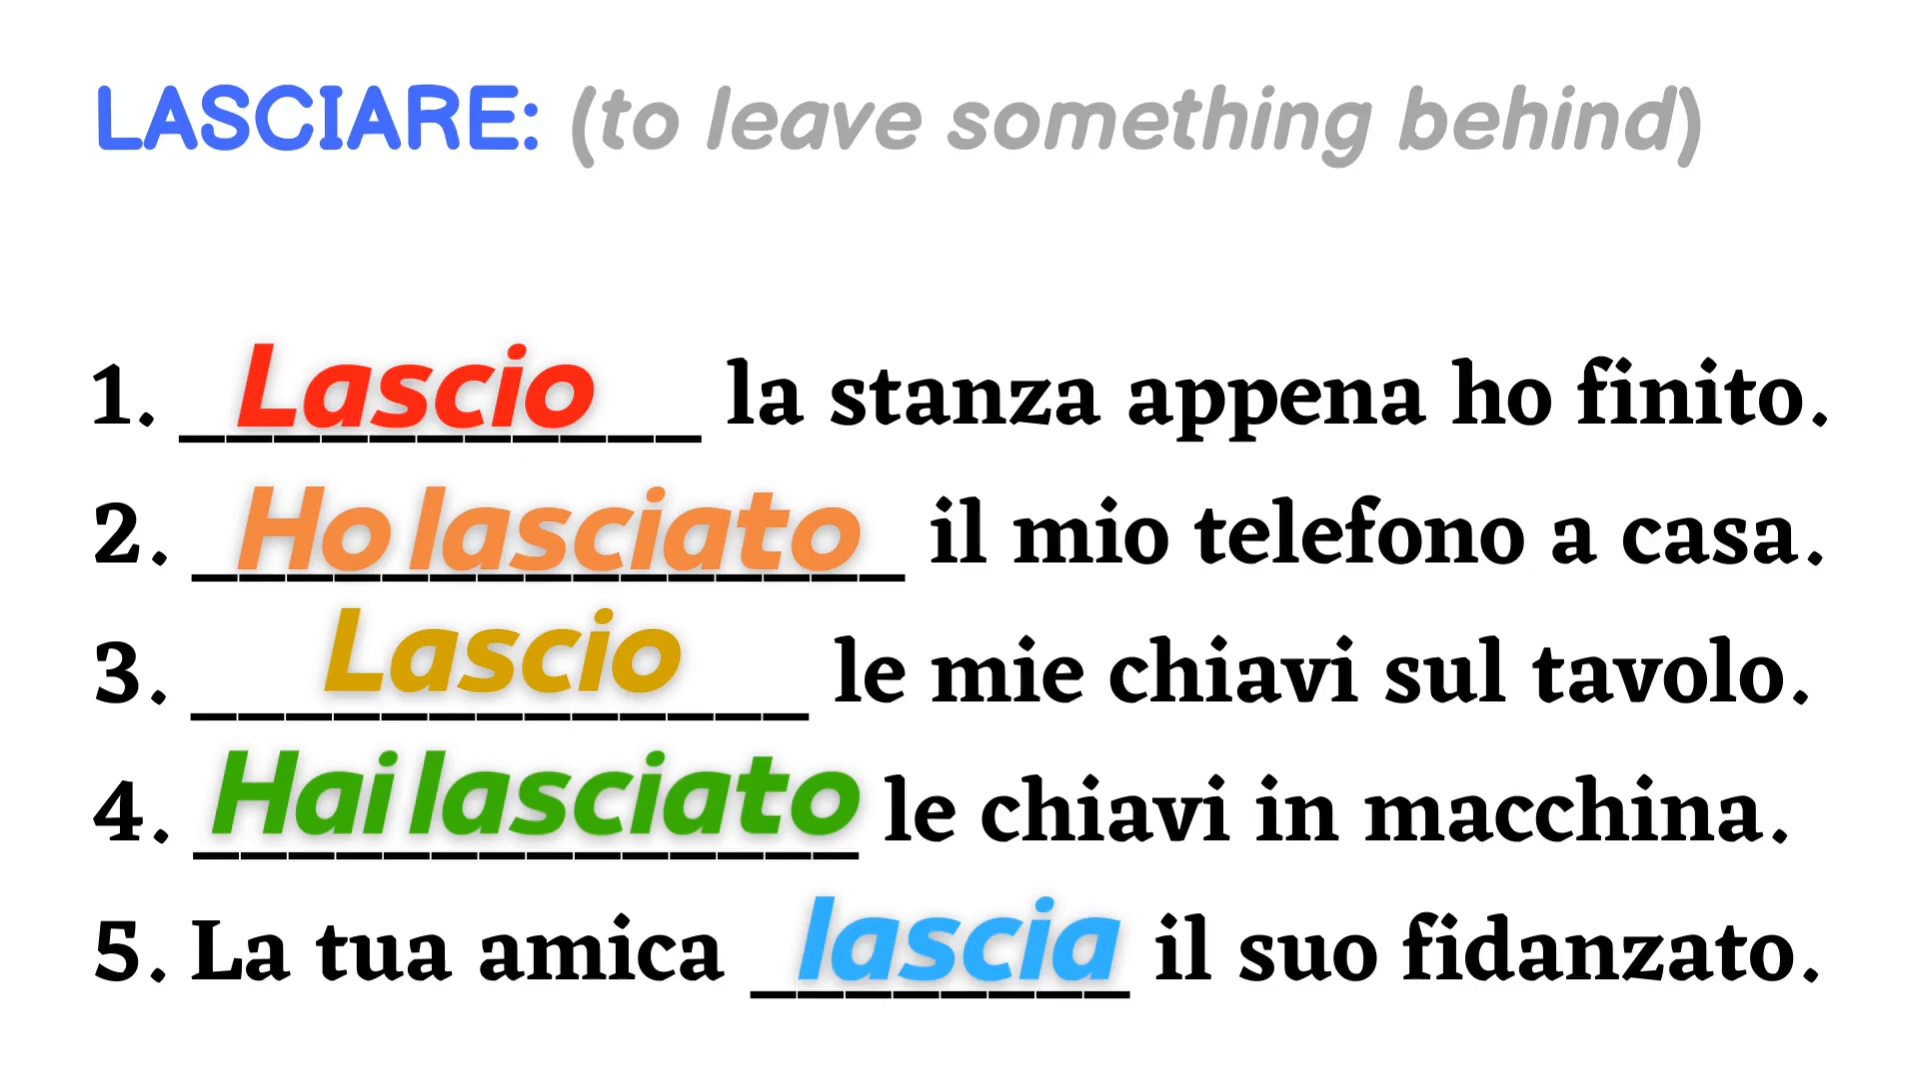 LASCIARE: (to leave something behind)
1. Lascio la stanza appena ho finito.
2. Ho lasciato il mio telefono a casa.
3. Lascio le mie chiavi sul tavolo.
4. Hai lasciato le chiavi in macchina.
5. La tua amica lascia il suo fidanzato.